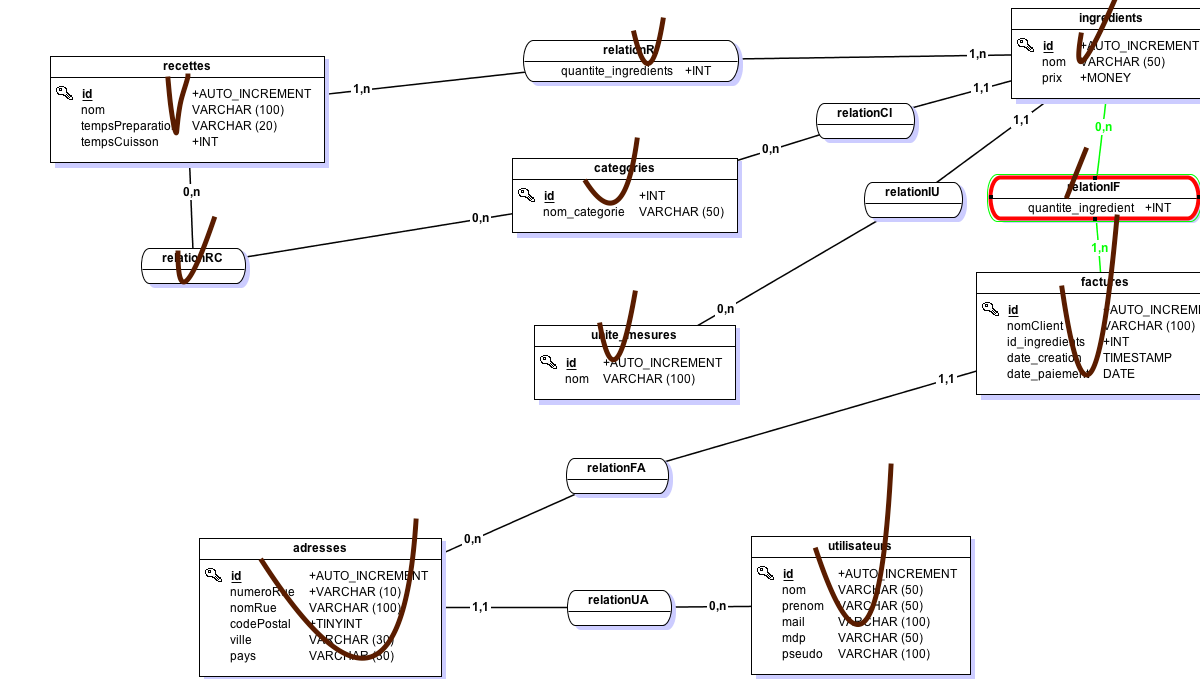 ingredients
id +AUTO_INCREMENT
nom VARCHAR (50)
prix +MONEY
relationR
quantite_ingredients +INT
1,n
1,n
recettes
id +AUTO_INCREMENT
nom VARCHAR (100)
tempsPreparatio VARCHAR (20)
tempsCuisson +INT
1,1
relationCI
0,n
1,1
0,n
categories
id +INT
nom_categorie VARCHAR (50)
relationIU
relationIF
quantite_ingredient +INT
0,n
0,n
relationRC
1,n
factures
id AUTO_INCREM
nomClient VARCHAR (100)
id_ingredients +INT
date_creation TIMESTAMP
date_paiement DATE
0,n
unite_mesures
id +AUTO_INCREMENT
nom VARCHAR (100)
1,1
relationFA
0,n
adresses
id +AUTO_INCREMENT
numeroRue +VARCHAR (10)
nomRue VARCHAR (100)
codePostal +TINYINT
ville VARCHAR (30)
pays VARCHAR (30)
1,1
relationUA
0,n
utilisateurs
id +AUTO_INCREMENT
nom VARCHAR (50)
prenom VARCHAR (50)
mail VARCHAR (100)
mdp VARCHAR (50)
pseudo VARCHAR (100)